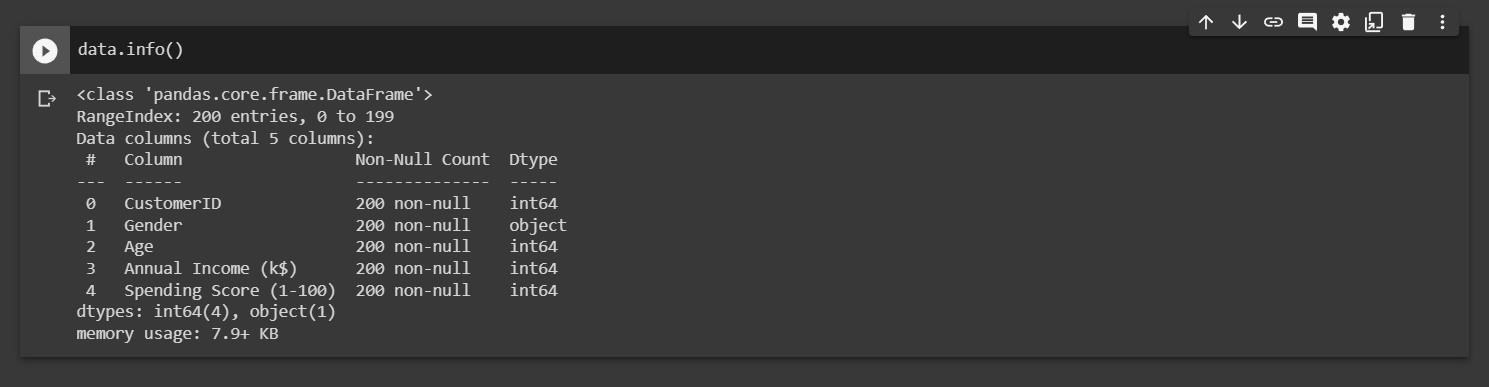 data.info()
<class 'pandas.core.frame.DataFrame'>
RangeIndex: 200 entries, 0 to 199
Data columns (total 5 columns):
 #   Column                  Non-Null Count  Dtype
---  ------                  --------------  -----
 0   CustomerID              200 non-null    int64
 1   Gender                  200 non-null    object
 2   Age                     200 non-null    int64
 3   Annual Income (k$)      200 non-null    int64
 4   Spending Score (1-100)  200 non-null    int64
dtypes: int64(4), object(1)
memory usage: 7.9+ KB